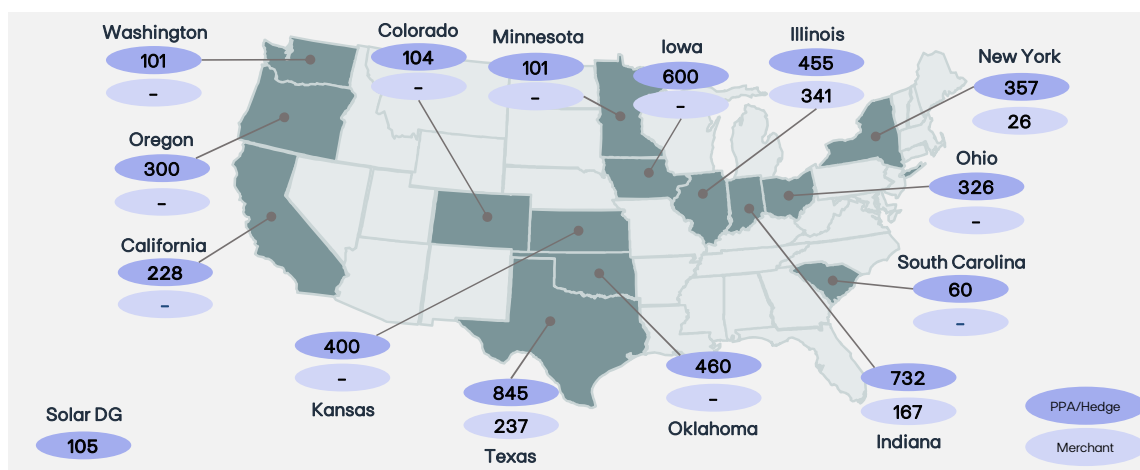 Washington
101
-
Oregon
300
-
California
228
-
Colorado
104
-
Minnesota
101
-
Iowa
600
-
Illinois
455
341
New York
357
26
Ohio
326
-
South Carolina
60
-
400
-
Kansas
845
237
Texas
460
-
Oklahoma
732
167
Indiana
Solar DG
105
PPA/Hedge
Merchant